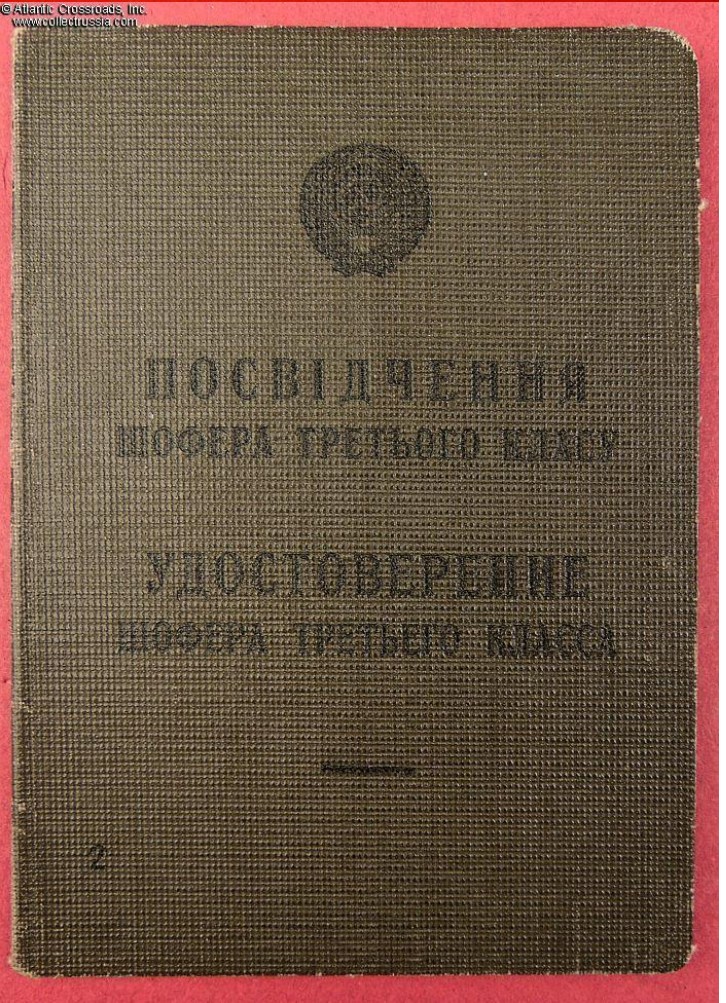 © Atlantic Crossroads, Inc.
www.collectrussia.com
ПОСВІДЧЕННЯ
ШОФЕРА ТРЕТЬОГО КЛАСУ
УДОСТОВЕРЕНИЕ
ШОФЕРА ТРЕТЬЕГО КЛАССА
2